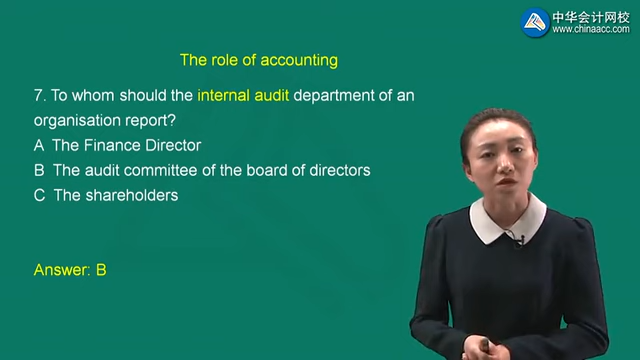 中华会计网校
www.chinaacc.com
The role of accounting
7. To whom should the internal audit department of an
organisation report?
A The Finance Director
B The audit committee of the board of directors
C The shareholders
Answer: B